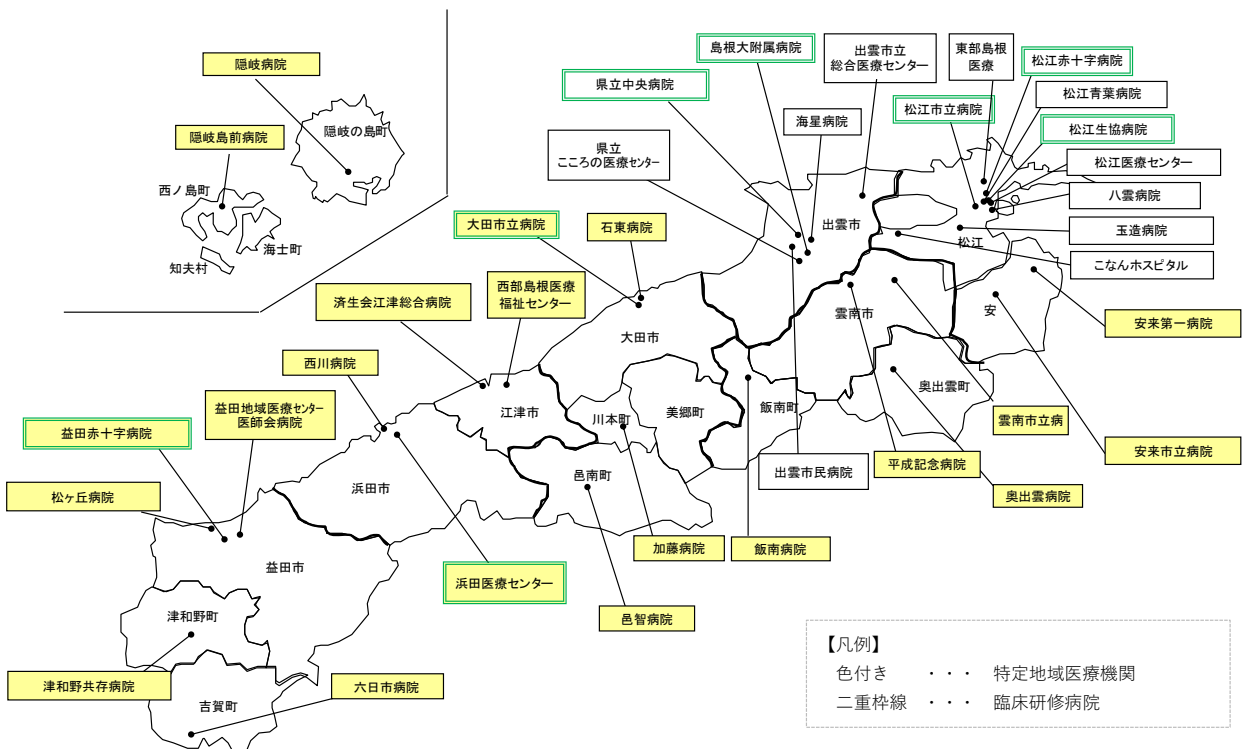 隠岐病院
隠岐島前病院
隠岐の島町
西ノ島町
海士町
知夫村
島根大附属病院
出雲市立
総合医療センター
東部島根
医療
松江赤十字病院
県立中央病院
松江市立病院
松江青葉病院
海星病院
松江生協病院
県立
こころの医療センター
松江医療センター
八雲病院
玉造病院
こなんホスピタル
出雲市
松江
大田市立病院
石東病院
済生会江津総合病院
西部島根医療
福祉センター
大田市
雲南市
安
安来第一病院
西川病院
江津市
川本町
美郷町
飯南町
奥出雲町
益田地域医療センター
医師会病院
益田赤十字病院
雲南市立病
安来市立病院
平成記念病院
出雲市民病院
奥出雲病院
浜田市
邑南町
松ヶ丘病院
加藤病院
飯南病院
益田市
浜田医療センター
邑智病院
津和野町
津和野共存病院
六日市病院
吉賀町
【凡例】
色付き ・・・ 特定地域医療機関
二重枠線 ・・・ 臨床研修病院